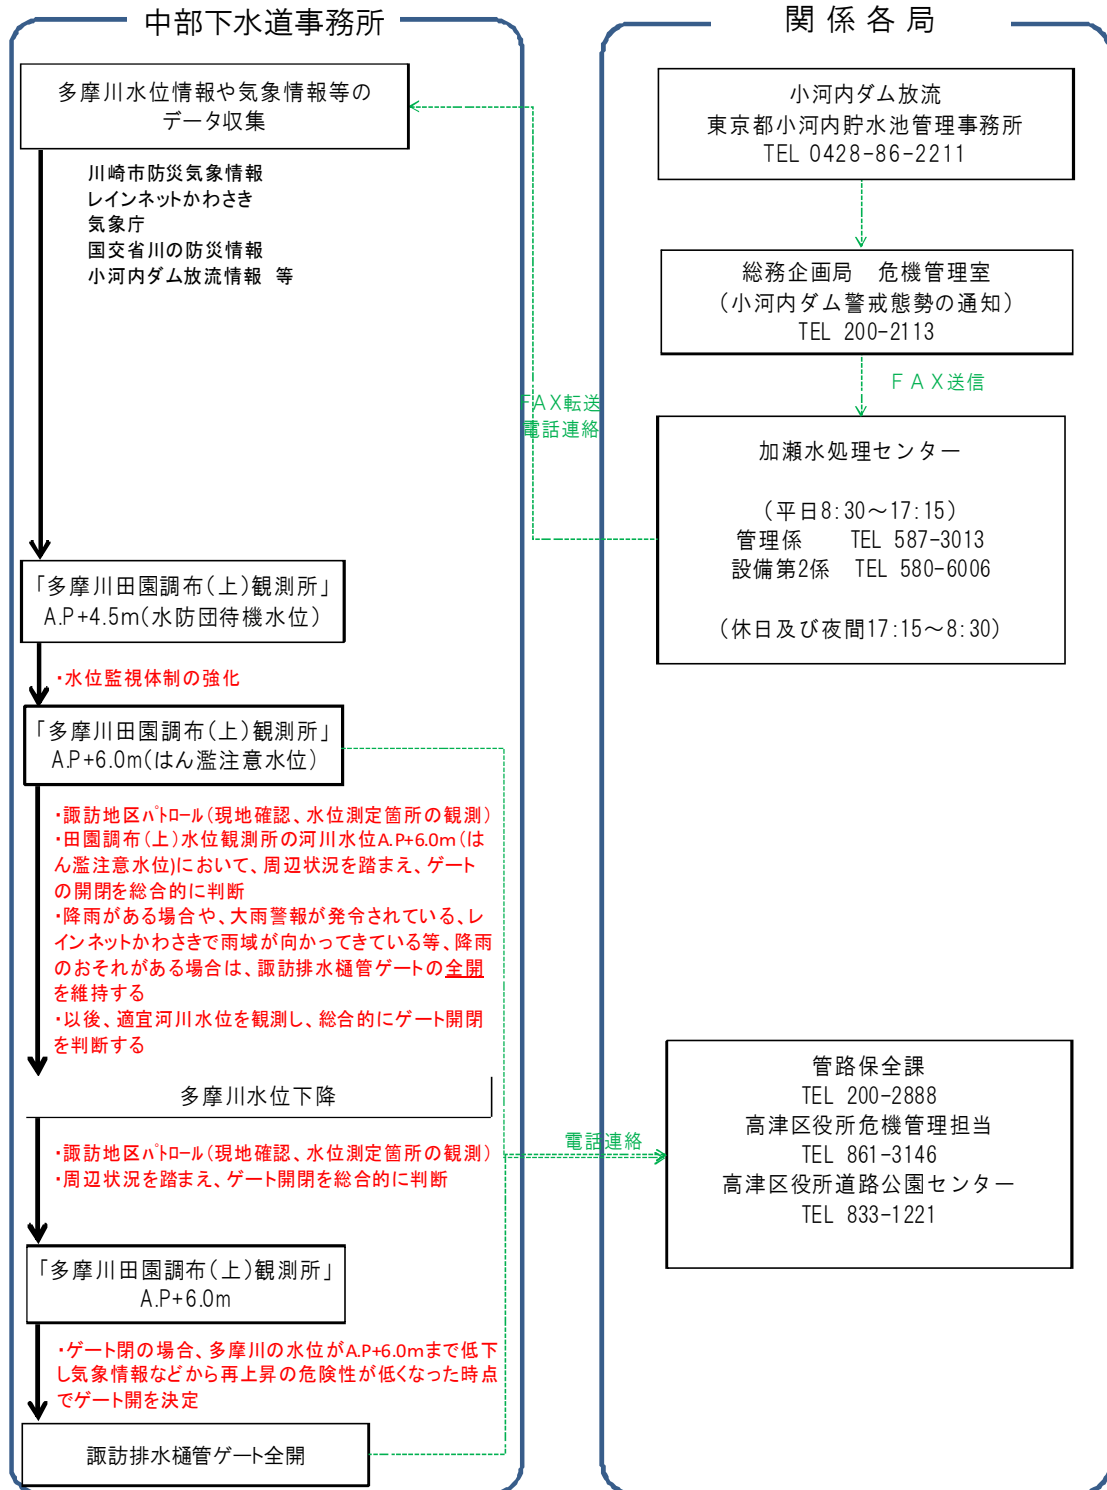 中部下水道事務所
多摩川水位情報や気象情報等の
データ収集
川崎市防災気象情報
レインネットかわさき
気象庁
国交省川の防災情報
小河内ダム放流情報 等
「多摩川田園調布(上)観測所」
A.P+4.5m(水防団待機水位)
・水位監視体制の強化
「多摩川田園調布(上)観測所」
A.P+6.0m(はん濫注意水位)
・諏訪地区パトロール(現地確認、水位測定箇所の観測)
・田園調布(上)水位観測所の河川水位A.P+6.0m(は
ん濫注意水位)において、周辺状況を踏まえ、ゲート
の開閉を総合的に判断
・降雨がある場合や、大雨警報が発令されている、レ
インネットかわさきで雨域が向かってきている等、降雨
のおそれがある場合は、諏訪排水樋管ゲートの全開
を維持する
・以後、適宜河川水位を観測し、総合的にゲート開閉
を判断する
多摩川水位下降
・諏訪地区パトロール(現地確認、水位測定箇所の観測)
・周辺状況を踏まえ、ゲート開閉を総合的に判断
「多摩川田園調布(上)観測所」
A.P+6.0m
・ゲート閉の場合、多摩川の水位がA.P+6.0mまで低下
し気象情報などから再上昇の危険性が低くなった時点
でゲート開を決定
諏訪排水樋管ゲート全開
FAX転送
電話連絡
電話連絡
関係各局
小河内ダム放流
東京都小河内貯水池管理事務所
TEL 0428-86-2211
総務企画局 危機管理室
(小河内ダム警戒態勢の通知)
TEL 200-2113
FAX送信
加瀬水処理センター
(平日8:30～17:15)
管理係 TEL 587-3013
設備第2係 TEL 580-6006
(休日及び夜間17:15～8:30)
管路保全課
TEL 200-2888
高津区役所危機管理担当
TEL 861-3146
高津区役所道路公園センター
TEL 833-1221